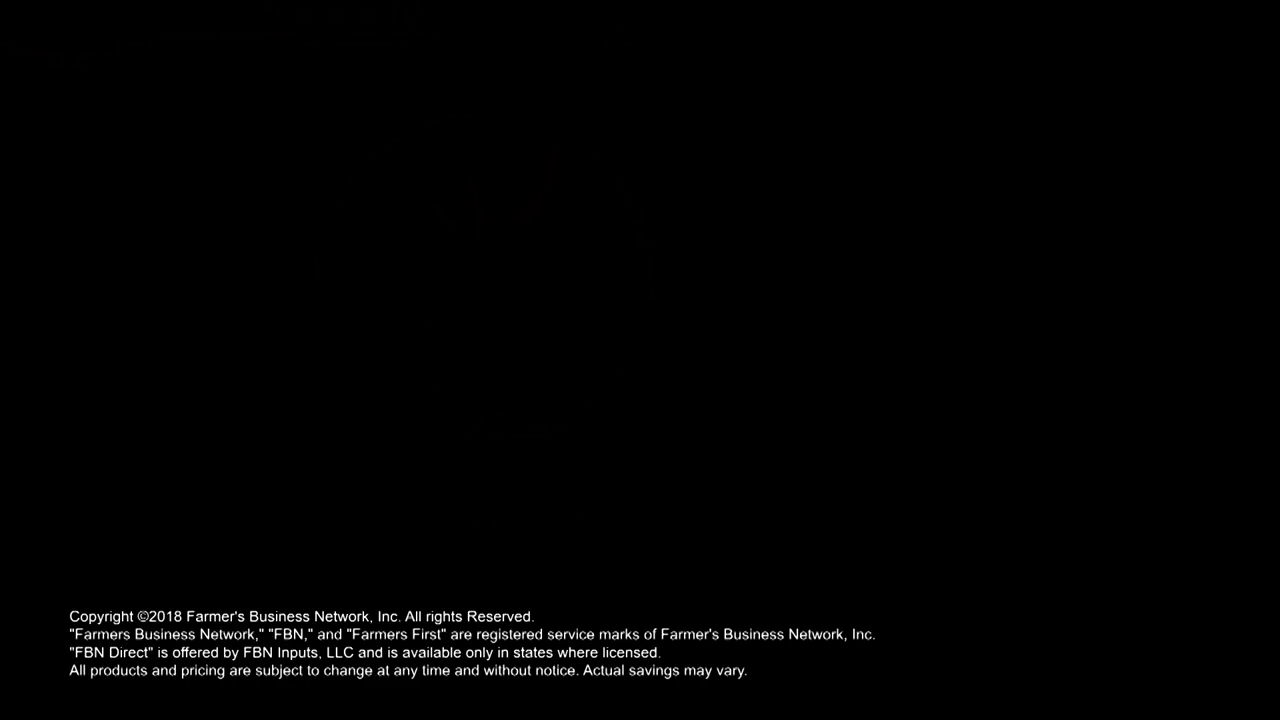 Copyright ©2018 Farmer's Business Network, Inc. All rights Reserved.
"Farmers Business Network," "FBN," and "Farmers First" are registered service marks of Farmer's Business Network, Inc.
"FBN Direct" is offered by FBN Inputs, LLC and is available only in states where licensed.
All products and pricing are subject to change at any time and without notice. Actual savings may vary.